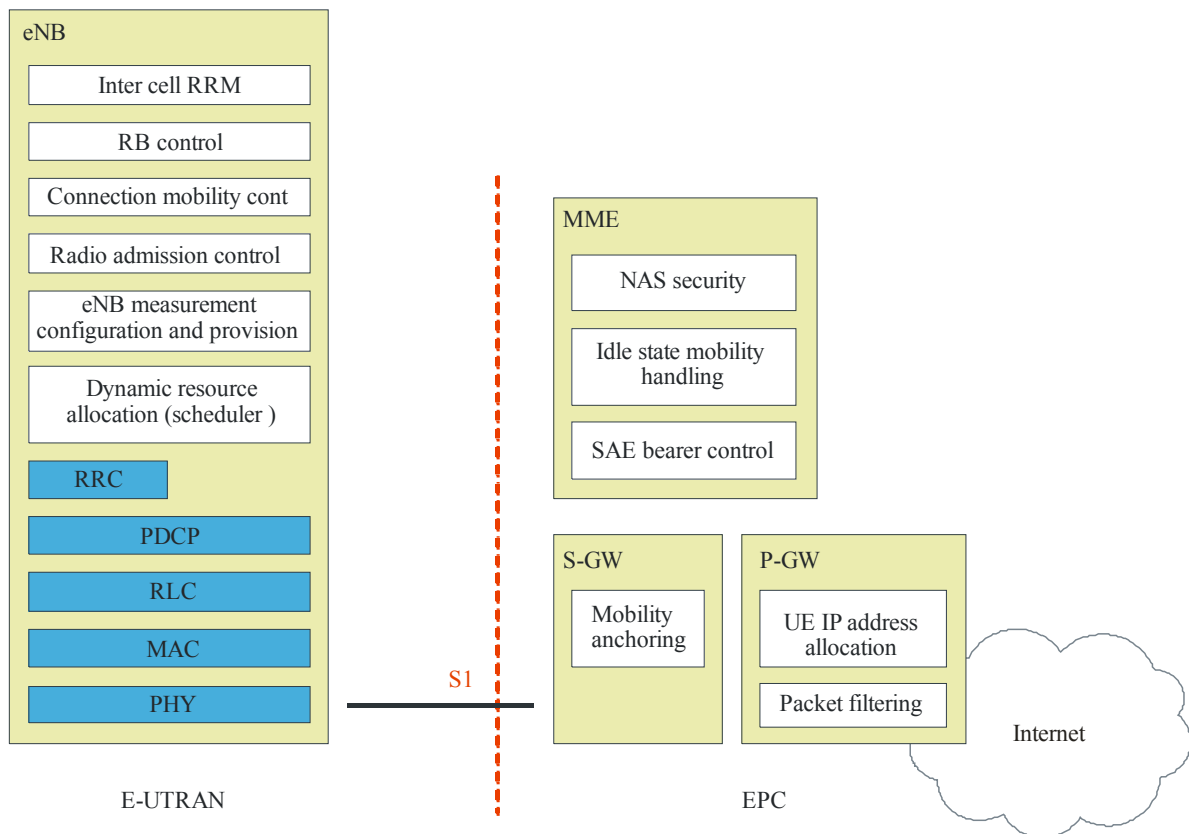 eNB
Inter cell RRM
RB control
Connection mobility cont
Radio admission control
eNB measurement
configuration and provision
Dynamic resource
allocation (scheduler )
RRC
PDCP
RLC
MAC
PHY
E-UTRAN
S1
MME
NAS security
Idle state mobility
handling
SAE bearer control
S-GW
Mobility
anchoring
P-GW
UE IP address
allocation
Packet filtering
Internet
EPC